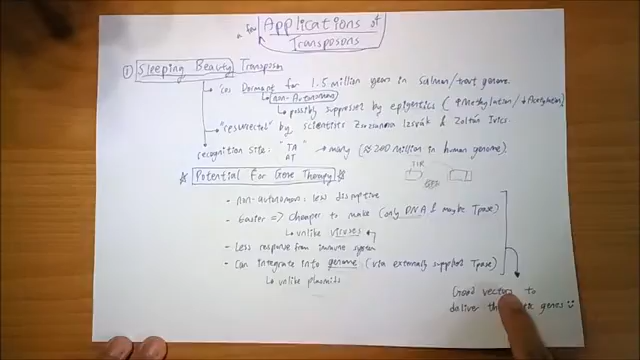 a few Applications of
Transposons
① Sleeping Beauty Transposon
'cos Dormant for 1.5 million years in Salmon/trout genome.
non-Autonomous
possibly suppressed by epigenetics (↑Methylation/↓Acetylation)
"resurected" by scientists Zsuzsanna Izsvák & Zoltán Ivics.
recognition site: "TA → many (≈200 million in human genome).
AT"
TIR
☆ Potential For Gene Therapy ☆
- non-autonomous: less disruptive
- Easier => cheaper to make (only DNA & maybe Tpase)
unlike viruses
- Less response from immune system
- Can integrate into genome (via externally supplied Tpase)
unlike plasmids
Good vector to
deliver genes